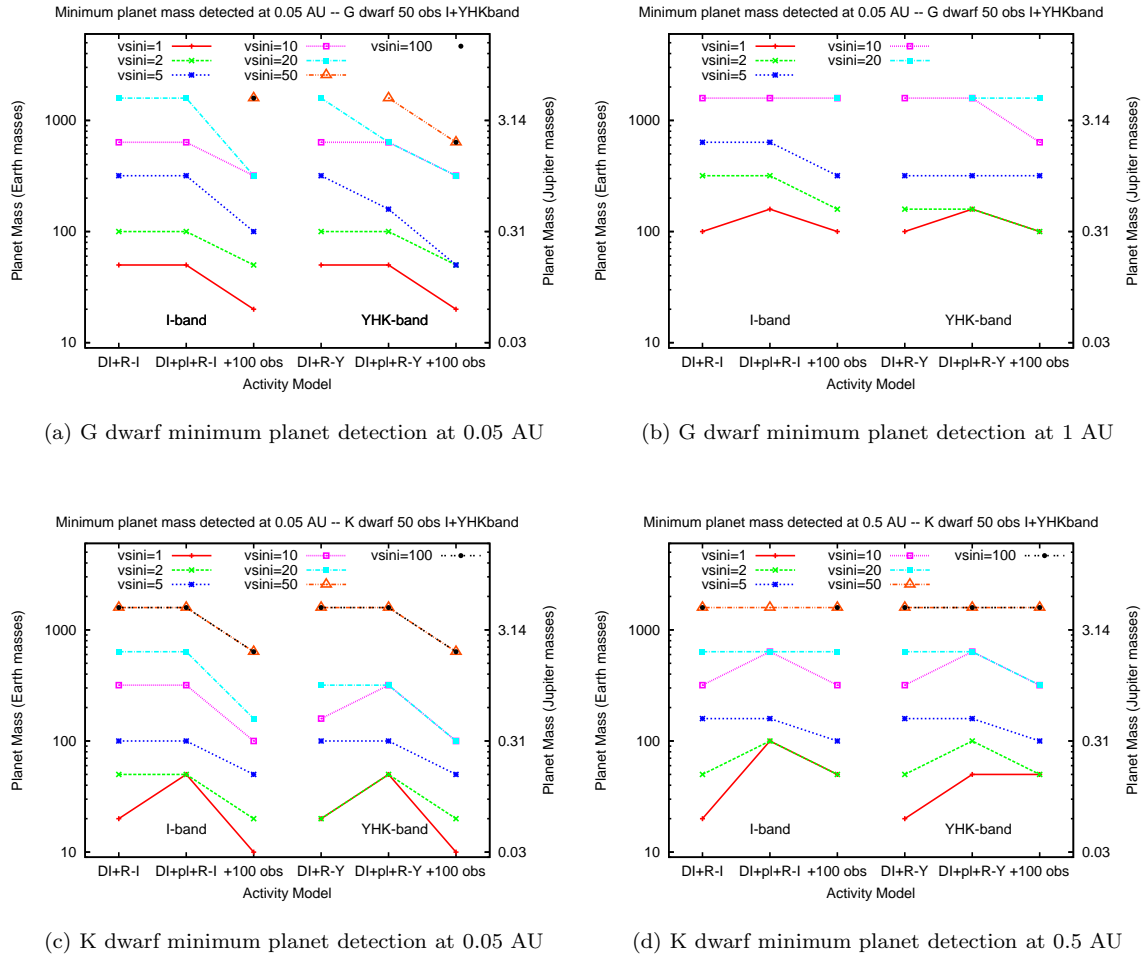 Minimum planet mass detected at 0.05 AU -- G dwarf 50 obs I+YHKband
vsini=1
vsini=2
vsini=5
vsini=10
vsini=20
vsini=50
vsini=100
Planet Mass (Earth masses)
1000
100
10
Planet Mass (Jupiter masses)
3.14
0.31
0.03
I-band
YHK-band
DI+R-I DI+pl+R-I +100 obs DI+R-Y DI+pl+R-Y +100 obs
Activity Model
(a) G dwarf minimum planet detection at 0.05 AU
Minimum planet mass detected at 0.05 AU -- G dwarf 50 obs I+YHKband
vsini=1
vsini=2
vsini=5
vsini=10
vsini=20
Planet Mass (Earth masses)
1000
100
10
Planet Mass (Jupiter masses)
3.14
0.31
0.03
I-band
YHK-band
DI+R-I DI+pl+R-I +100 obs DI+R-Y DI+pl+R-Y +100 obs
Activity Model
(b) G dwarf minimum planet detection at 1 AU
Minimum planet mass detected at 0.05 AU -- K dwarf 50 obs I+YHKband
vsini=1
vsini=2
vsini=5
vsini=10
vsini=20
vsini=50
vsini=100
Planet Mass (Earth masses)
1000
100
10
Planet Mass (Jupiter masses)
3.14
0.31
0.03
I-band
YHK-band
DI+R-I DI+pl+R-I +100 obs DI+R-Y DI+pl+R-Y +100 obs
Activity Model
(c) K dwarf minimum planet detection at 0.05 AU
Minimum planet mass detected at 0.5 AU -- K dwarf 50 obs I+YHKband
vsini=1
vsini=2
vsini=5
vsini=10
vsini=20
vsini=50
vsini=100
Planet Mass (Earth masses)
1000
100
10
Planet Mass (Jupiter masses)
3.14
0.31
0.03
I-band
YHK-band
DI+R-I DI+pl+R-I +100 obs DI+R-Y DI+pl+R-Y +100 obs
Activity Model
(d) K dwarf minimum planet detection at 0.5 AU